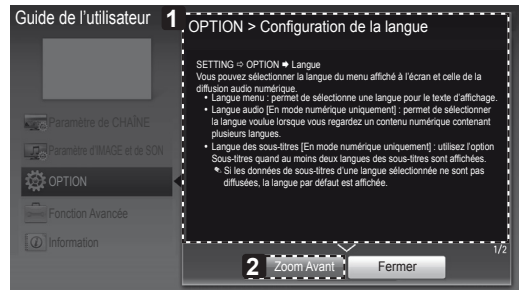 Guide de l'utilisateur
1
OPTION > Configuration de la langue
SETTING ⇨ OPTION ➡ Langue
Vous pouvez sélectionner la langue du menu affiché à l'écran et celle de la
diffusion audio numérique.
• Langue menu : permet de sélectionne une langue pour le texte d'affichage.
• Langue audio [En mode numérique uniquement] : permet de sélectionner
la langue voulue lorsque vous regardez un contenu numérique contenant
plusieurs langues.
• Langue des sous-titres [En mode numérique uniquement] : utilisez l'option
Sous-titres quand au moins deux langues des sous-titres sont affichées.
✎ Si les données de sous-titres d'une langue sélectionnée ne sont pas
diffusées, la langue par défaut est affichée.
Paramètre de CHAÎNE
Paramètre d'IMAGE et de SON
OPTION
Fonction Avancée
Information
1/2
2
Zoom Avant
Fermer